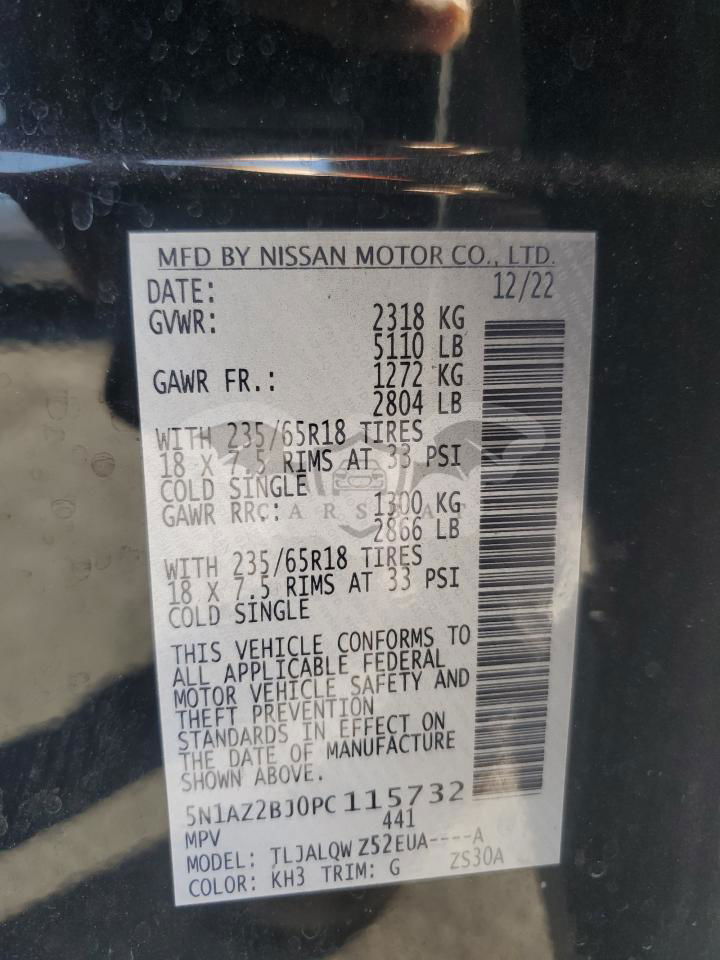 MFD BY NISSAN MOTOR CO., LTD.
DATE: 12/22
GVWR: 2318 KG
5110 LB
GAWR FR.: 1272 KG
2804 LB
WITH 235/65R18 TIRES
18 X 7.5 RIMS AT 33 PSI
COLD SINGLE
GAWR RR.: 1300 KG
CARSBAT
2866 LB
WITH 235/65R18 TIRES
18 X 7.5 RIMS AT 33 PSI
COLD SINGLE
THIS VEHICLE CONFORMS TO
ALL APPLICABLE FEDERAL
MOTOR VEHICLE SAFETY AND
THEFT PREVENTION
STANDARDS IN EFFECT ON
THE DATE OF MANUFACTURE
SHOWN ABOVE.
5N1AZ2BJ0PC115732
MPV 441
MODEL: TLJALQW Z52EUA----A
COLOR: KH3 TRIM: G ZS30A